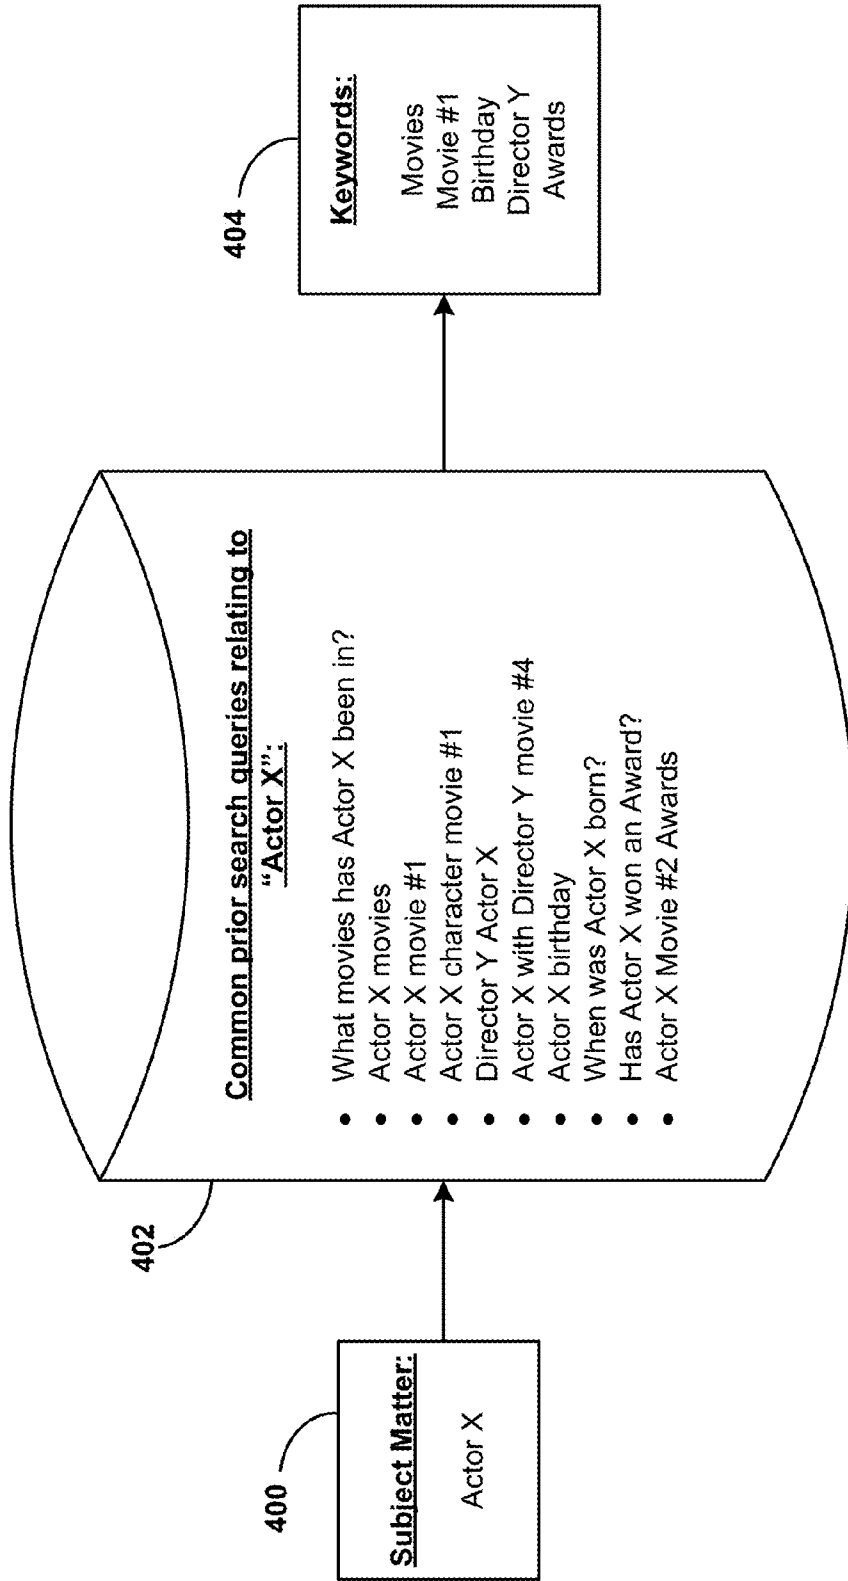 400
Subject Matter:
Actor X
402
Common prior search queries relating to
“Actor X”:
• What movies has Actor X been in?
• Actor X movies
• Actor X movie #1
• Actor X character movie #1
• Director Y Actor X
• Actor X with Director Y movie #4
• Actor X birthday
• When was Actor X born?
• Has Actor X won an Award?
• Actor X Movie #2 Awards
404
Keywords:
Movies
Movie #1
Birthday
Director Y
Awards